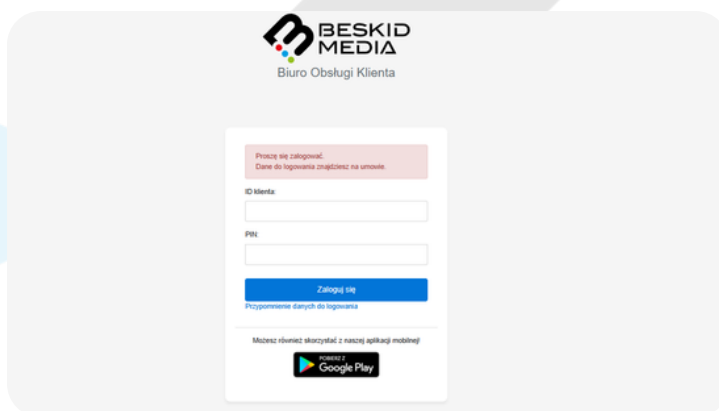 BESKID
MEDIA
Biuro Obsługi Klienta
Proszę się zalogować.
Dane do logowania znajdziesz na umowie.
ID klienta:
PIN:
Zaloguj się
Przypomnienie danych do logowania
Możesz również skorzystać z naszej aplikacji mobilnej!
POBIERZ Z
Google Play